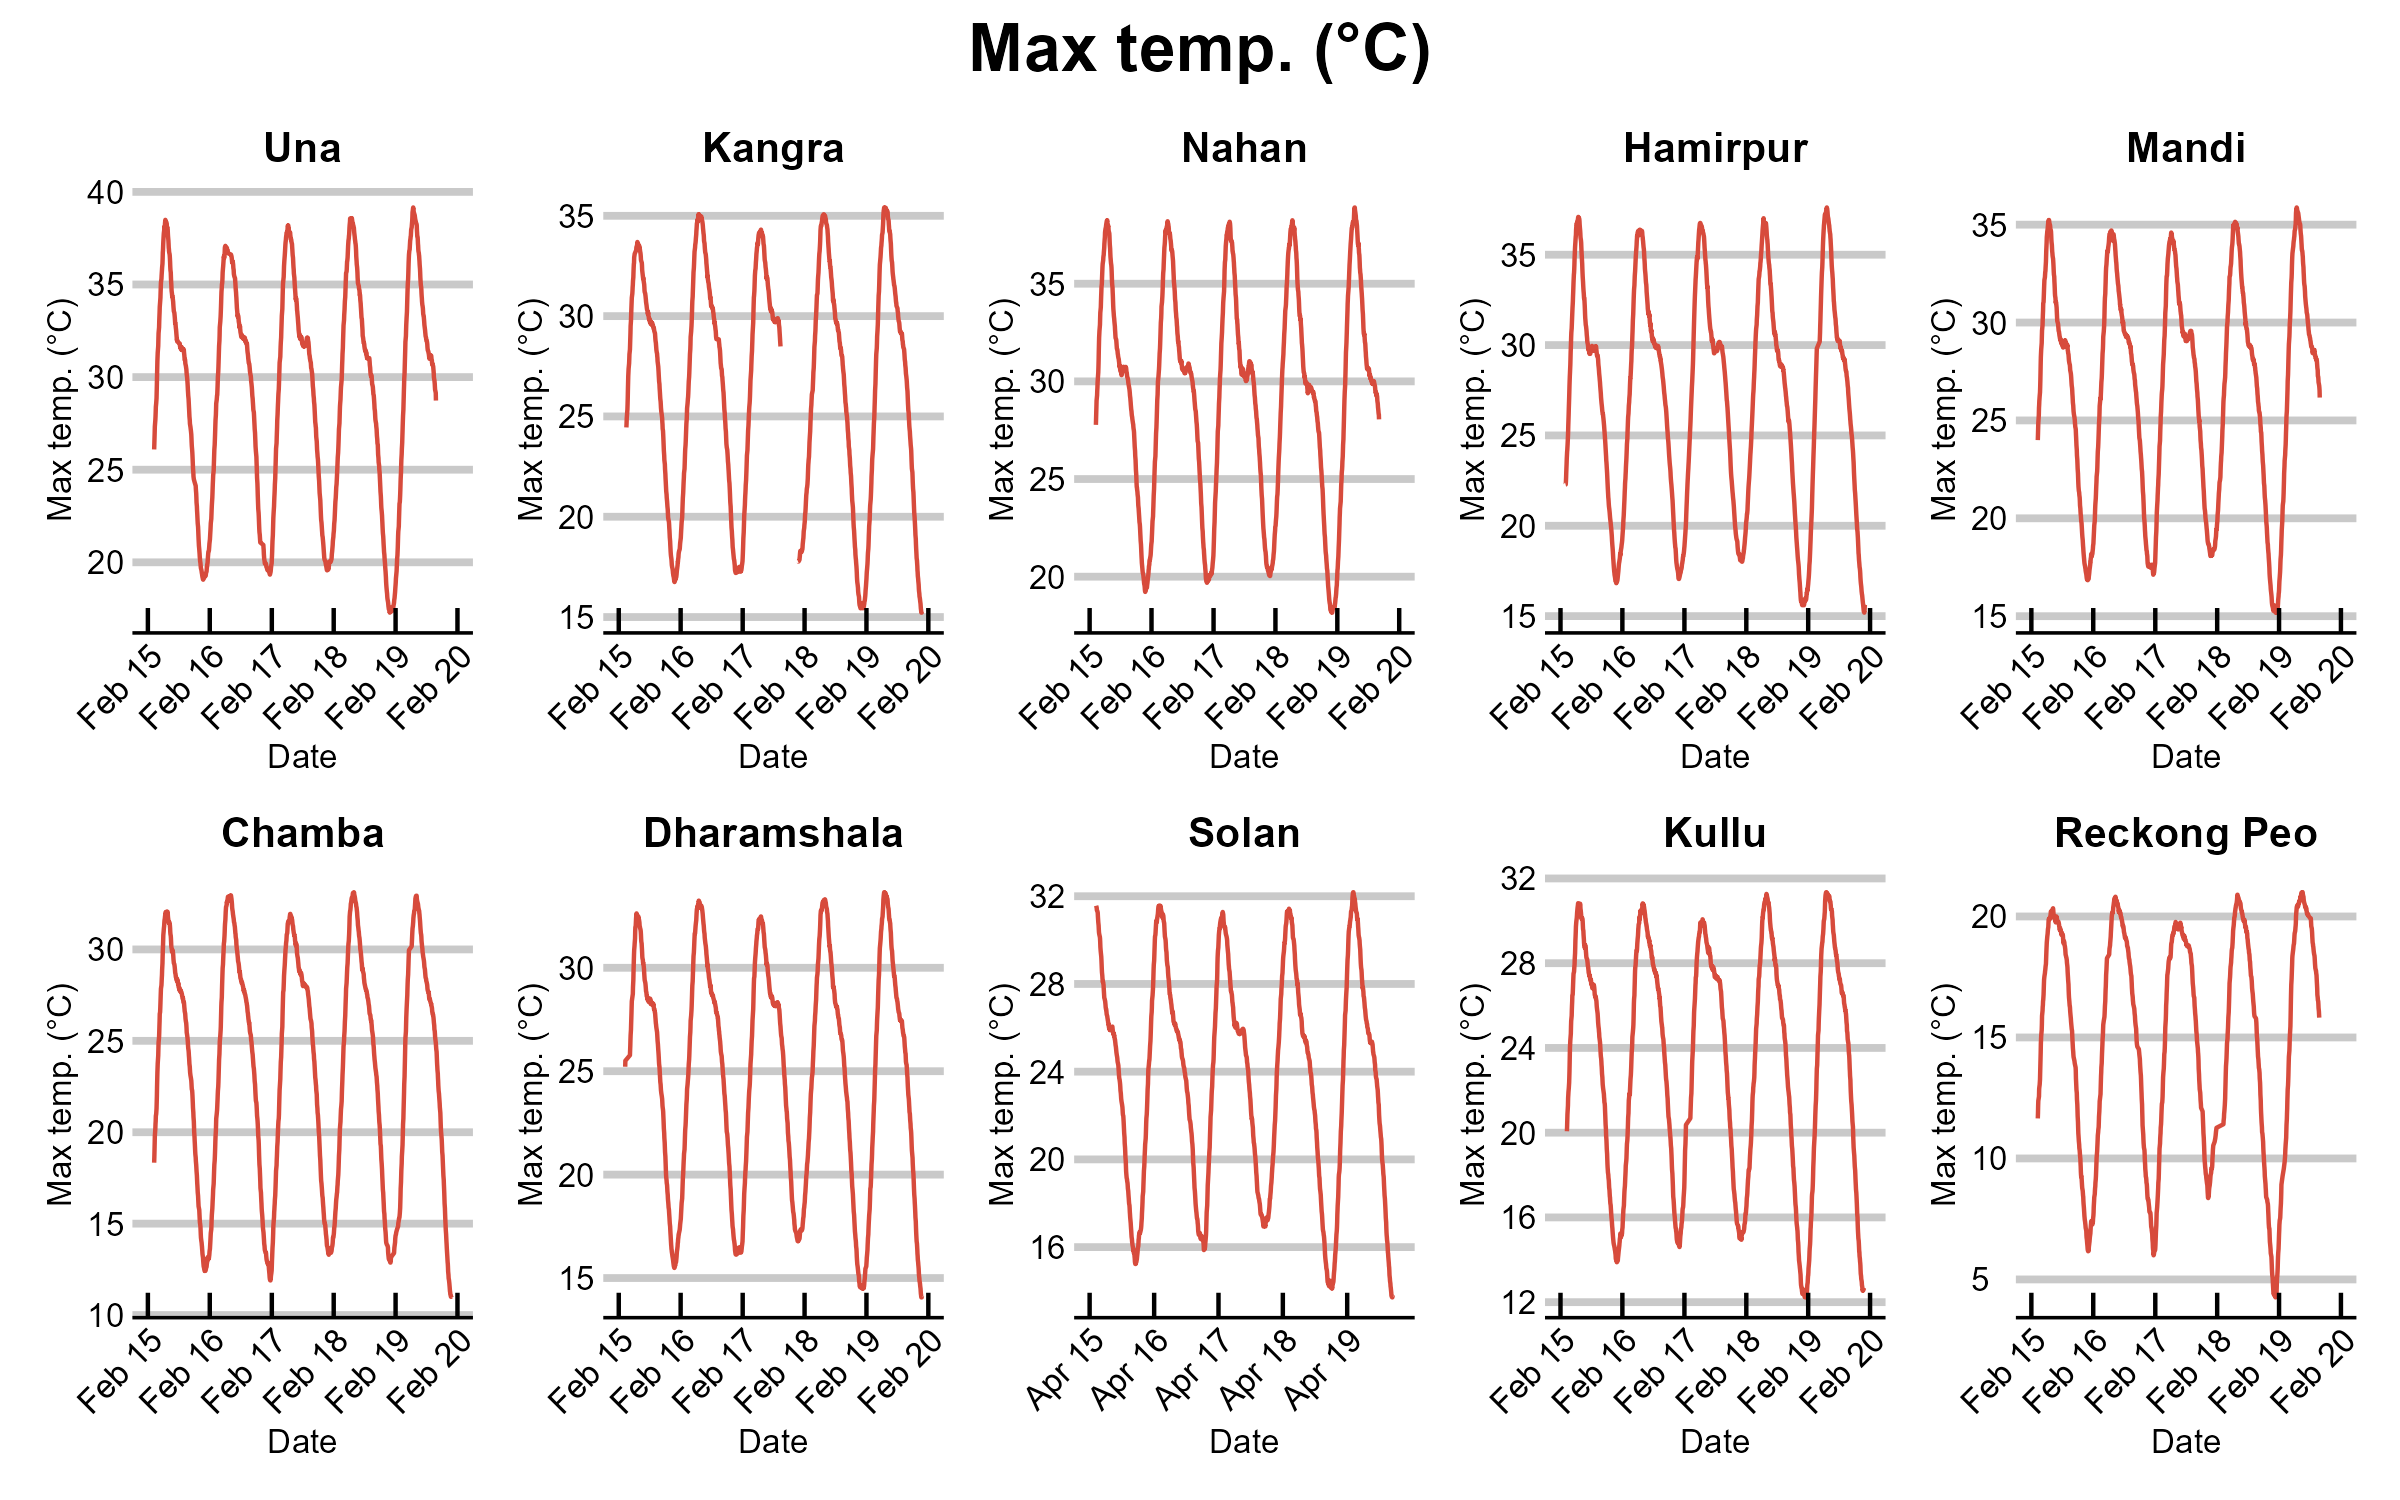 Max temp. (°C)
Una
Kangra
Nahan
Hamirpur
Mandi
Max temp. (°C)
40
35
30
25
20
Feb 15
Feb 16
Feb 17
Feb 18
Feb 19
Feb 20
Date
Max temp. (°C)
35
30
25
20
15
Feb 15
Feb 16
Feb 17
Feb 18
Feb 19
Feb 20
Date
Max temp. (°C)
35
30
25
20
Feb 15
Feb 16
Feb 17
Feb 18
Feb 19
Feb 20
Date
Max temp. (°C)
35
30
25
20
15
Feb 15
Feb 16
Feb 17
Feb 18
Feb 19
Feb 20
Date
Max temp. (°C)
35
30
25
20
15
Feb 15
Feb 16
Feb 17
Feb 18
Feb 19
Feb 20
Date
Chamba
Dharamshala
Solan
Kullu
Reckong Peo
Max temp. (°C)
30
25
20
15
10
Feb 15
Feb 16
Feb 17
Feb 18
Feb 19
Feb 20
Date
Max temp. (°C)
30
25
20
15
Feb 15
Feb 16
Feb 17
Feb 18
Feb 19
Feb 20
Date
Max temp. (°C)
32
28
24
20
16
Apr 15
Apr 16
Apr 17
Apr 18
Apr 19
Date
Max temp. (°C)
32
28
24
20
16
12
Feb 15
Feb 16
Feb 17
Feb 18
Feb 19
Feb 20
Date
Max temp. (°C)
20
15
10
5
Feb 15
Feb 16
Feb 17
Feb 18
Feb 19
Feb 20
Date